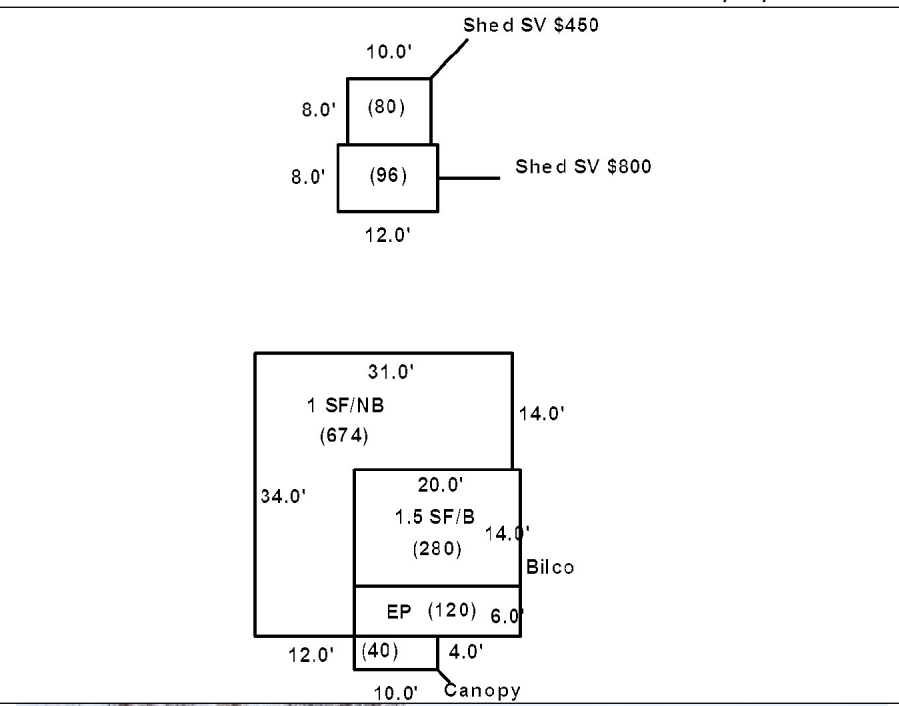 Shed SV $450
10.0'
8.0'
(80)
8.0'
(96)
Shed SV $800
12.0'
31.0'
1 SF/NB
14.0'
(674)
20.0'
34.0'
1.5 SF/B
14.0'
(280)
Bilco
EP (120) 6.0'
12.0'
(40)
4.0'
10.0'
Canopy